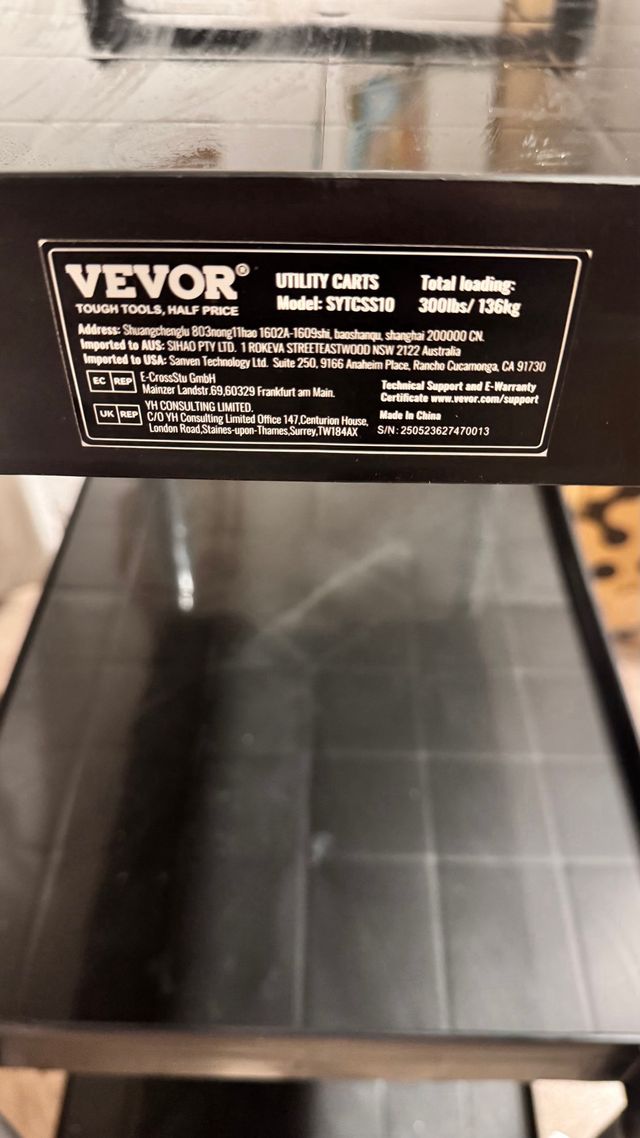 VEVOR®
TOUGH TOOLS, HALF PRICE
UTILITY CARTS
Model: SYTCSS10
Total loading:
300lbs/ 136kg
Address: Shuangchenglu 803nong11hao 1602A-1609shi, baoshanqu, shanghai 200000 CN.
Imported to AUS: SIHAO PTY LTD. 1 ROKEVA STREETEASTWOOD NSW 2122 Australia
Imported to USA: Sanven Technology Ltd. Suite 250, 9166 Anaheim Place, Rancho Cucamonga, CA 91730
EC REP
E-CrossStu GmbH
Mainzer Landstr.69,60329 Frankfurt am Main.
UK REP
YH CONSULTING LIMITED.
C/O YH Consulting Limited Office 147,Centurion House,
London Road,Staines-upon-Thames,Surrey,TW184AX
Technical Support and E-Warranty
Certificate www.vevor.com/support
Made In China
S/N: 250523627470013